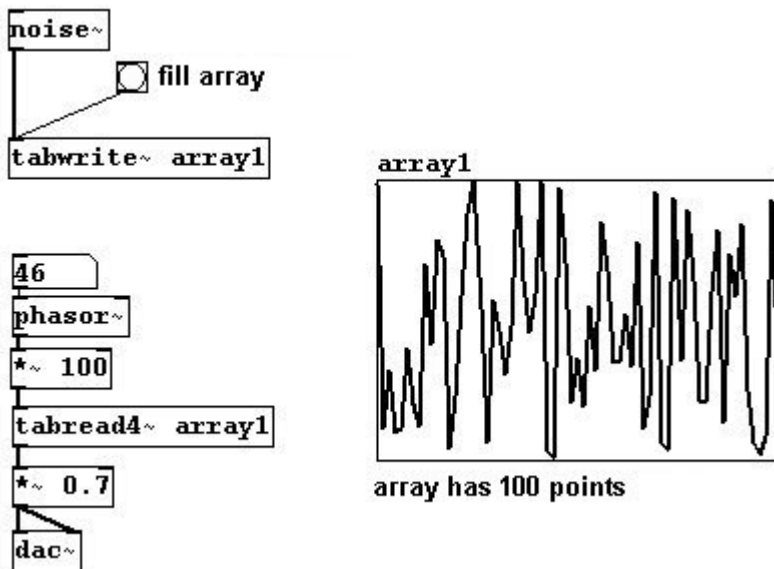 noise~
fill array
tabwrite~ array1
array1
46
phasor~
*~ 100
tabread4~ array1
*~ 0.7
array has 100 points
dac~